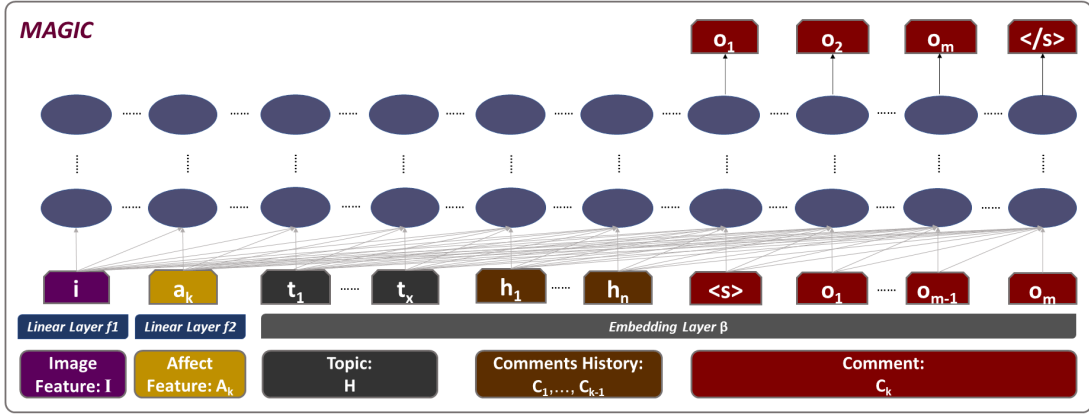 MAGIC
o1 o2 om </s>
i ak t1 ...... tx h1 ...... hn <s> o1 ...... om-1 om
Linear Layer f1 Linear Layer f2 Embedding Layer β
Image Affect Topic: Comments History: Comment:
Feature: I Feature: Ak H C1,..., Ck-1 Ck